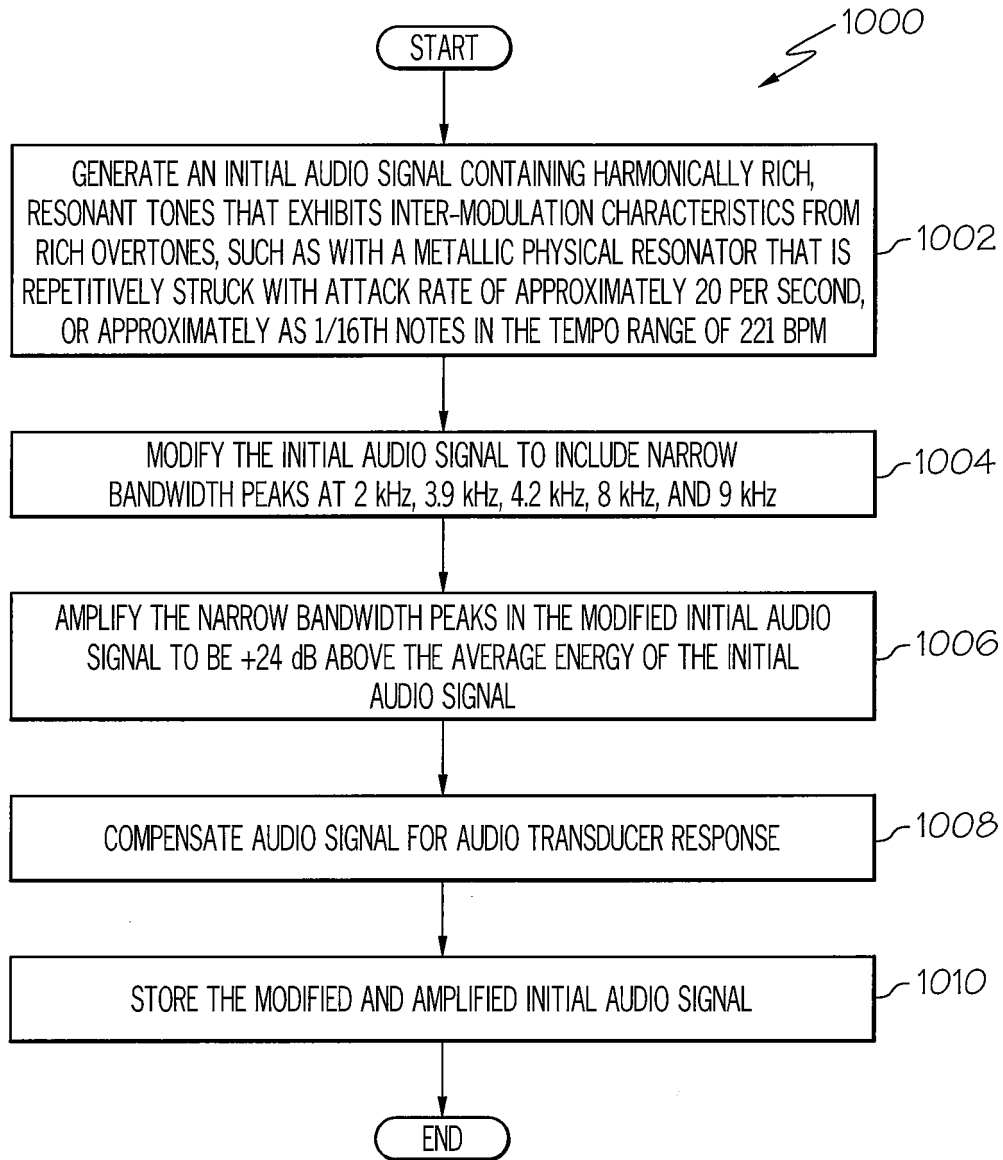 1000
START
GENERATE AN INITIAL AUDIO SIGNAL CONTAINING HARMONICALLY RICH,
RESONANT TONES THAT EXHIBITS INTER-MODULATION CHARACTERISTICS FROM
RICH OVERTONES, SUCH AS WITH A METALLIC PHYSICAL RESONATOR THAT IS
REPETITIVELY STRUCK WITH ATTACK RATE OF APPROXIMATELY 20 PER SECOND,
OR APPROXIMATELY AS 1/16TH NOTES IN THE TEMPO RANGE OF 221 BPM
1002
MODIFY THE INITIAL AUDIO SIGNAL TO INCLUDE NARROW
BANDWIDTH PEAKS AT 2 kHz, 3.9 kHz, 4.2 kHz, 8 kHz, AND 9 kHz
1004
AMPLIFY THE NARROW BANDWIDTH PEAKS IN THE MODIFIED INITIAL AUDIO
SIGNAL TO BE +24 dB ABOVE THE AVERAGE ENERGY OF THE INITIAL
AUDIO SIGNAL
1006
COMPENSATE AUDIO SIGNAL FOR AUDIO TRANSDUCER RESPONSE
1008
STORE THE MODIFIED AND AMPLIFIED INITIAL AUDIO SIGNAL
1010
END